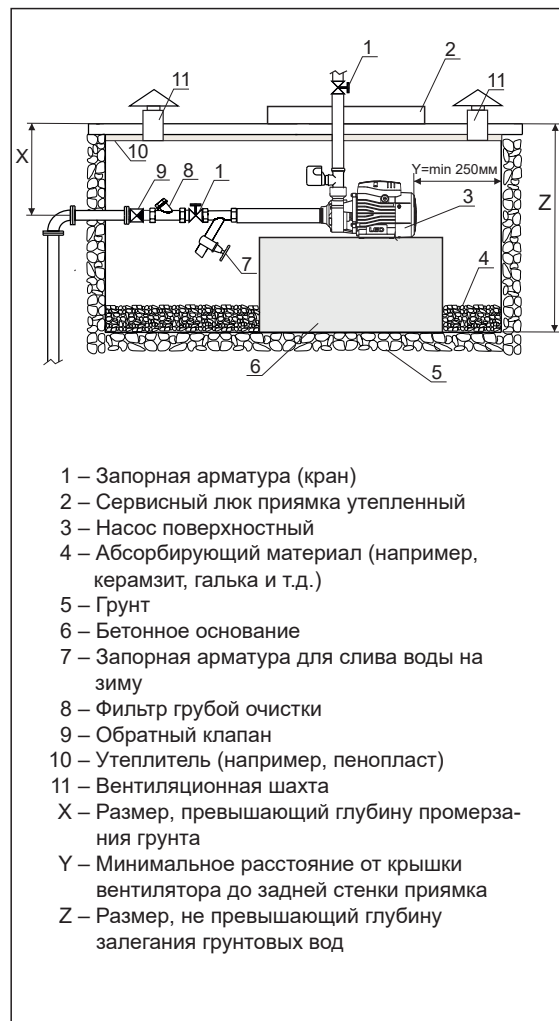 1
2
11
11
X
10
9
8
1
Y=min 250мм
3
Z
7
4
6
5
1 – Запорная арматура (кран)
2 – Сервисный люк приямка утепленный
3 – Насос поверхностный
4 – Абсорбирующий материал (например,
керамзит, галька и т.д.)
5 – Грунт
6 – Бетонное основание
7 – Запорная арматура для слива воды на
зиму
8 – Фильтр грубой очистки
9 – Обратный клапан
10 – Утеплитель (например, пенопласт)
11 – Вентиляционная шахта
X – Размер, превышающий глубину промерза-
ния грунта
Y – Минимальное расстояние от крышки
вентилятора до задней стенки приямка
Z – Размер, не превышающий глубину
залегания грунтовых вод